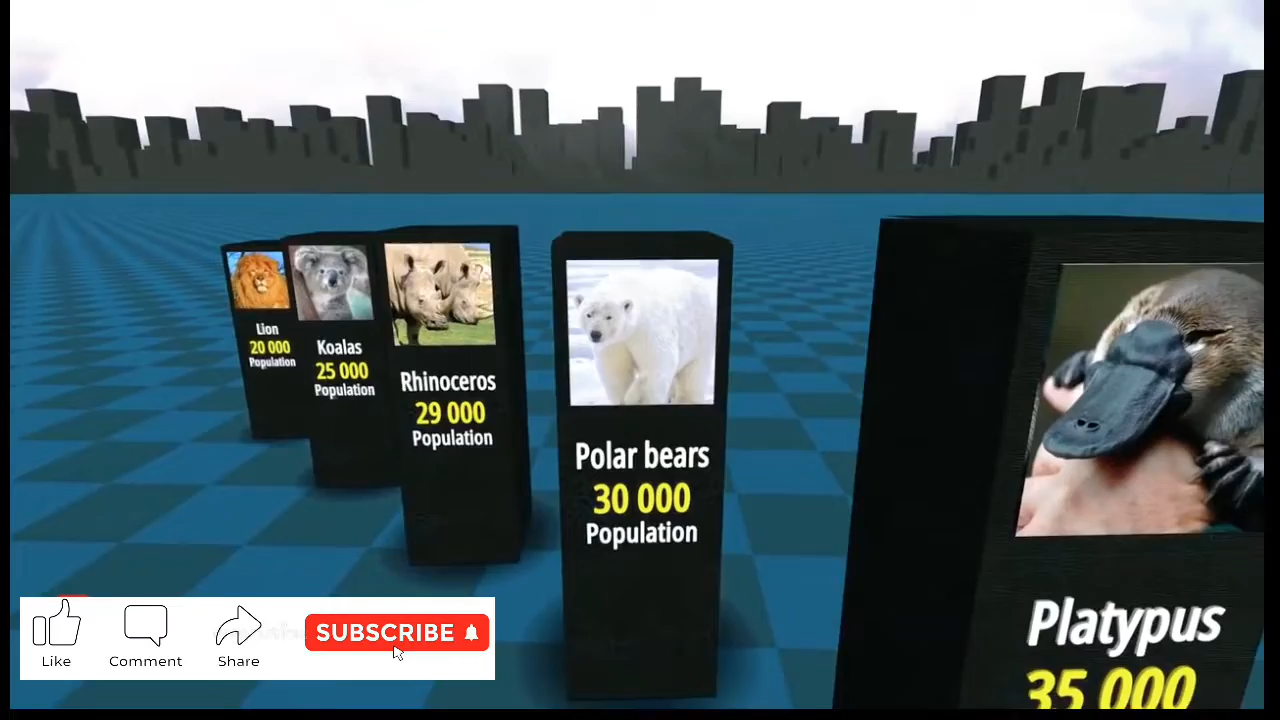 Lion
20 000
Population
Koalas
25 000
Population
Rhinoceros
29 000
Population
Polar bears
30 000
Population
Platypus
35 000
Like
Comment
Share
SUBSCRIBE